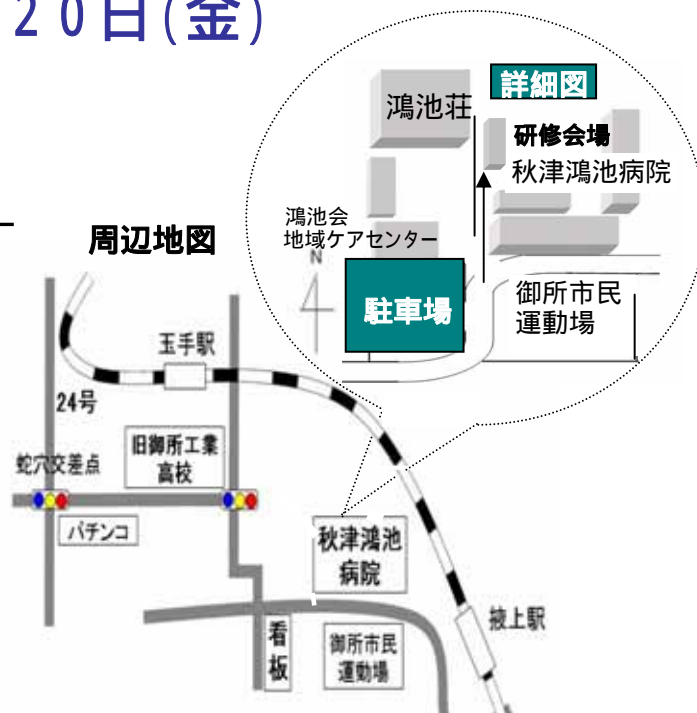 ２０日(金)
詳細図
鴻池荘
研修会場
秋津鴻池病院
鴻池会
地域ケアセンター
N
駐車場
御所市民
運動場
周辺地図
玉手駅
24号
旧御所工業
高校
蛇穴交差点
パチンコ
秋津鴻池
病院
掖上駅
看
板
御所市民
運動場